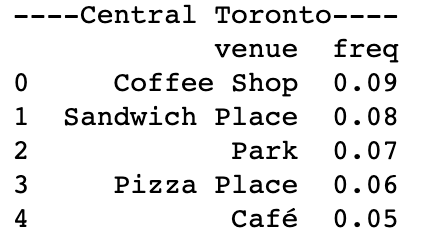 ----Central Toronto----
venue freq
0 Coffee Shop 0.09
1 Sandwich Place 0.08
2 Park 0.07
3 Pizza Place 0.06
4 Café 0.05